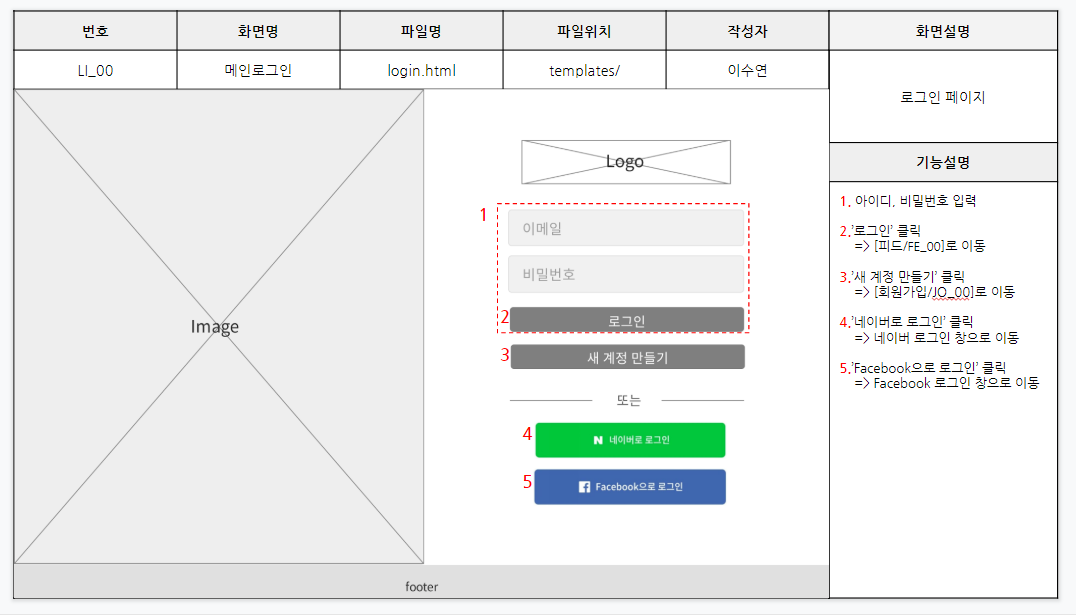 번호 화면명 파일명 파일위치 작성자 화면설명
LI_00 메인로그인 login.html templates/ 이수연
로그인 페이지
기능설명
Image
Logo
1
이메일
비밀번호
2 로그인
3 새 계정 만들기
또는
4 N 네이버로 로그인
5 f Facebook으로 로그인
footer
1. 아이디, 비밀번호 입력
2.'로그인' 클릭
=> [피드/FE_00]로 이동
3.'새 계정 만들기' 클릭
=> [회원가입/JO_00]로 이동
4.'네이버로 로그인' 클릭
=> 네이버 로그인 창으로 이동
5.'Facebook으로 로그인' 클릭
=> Facebook 로그인 창으로 이동